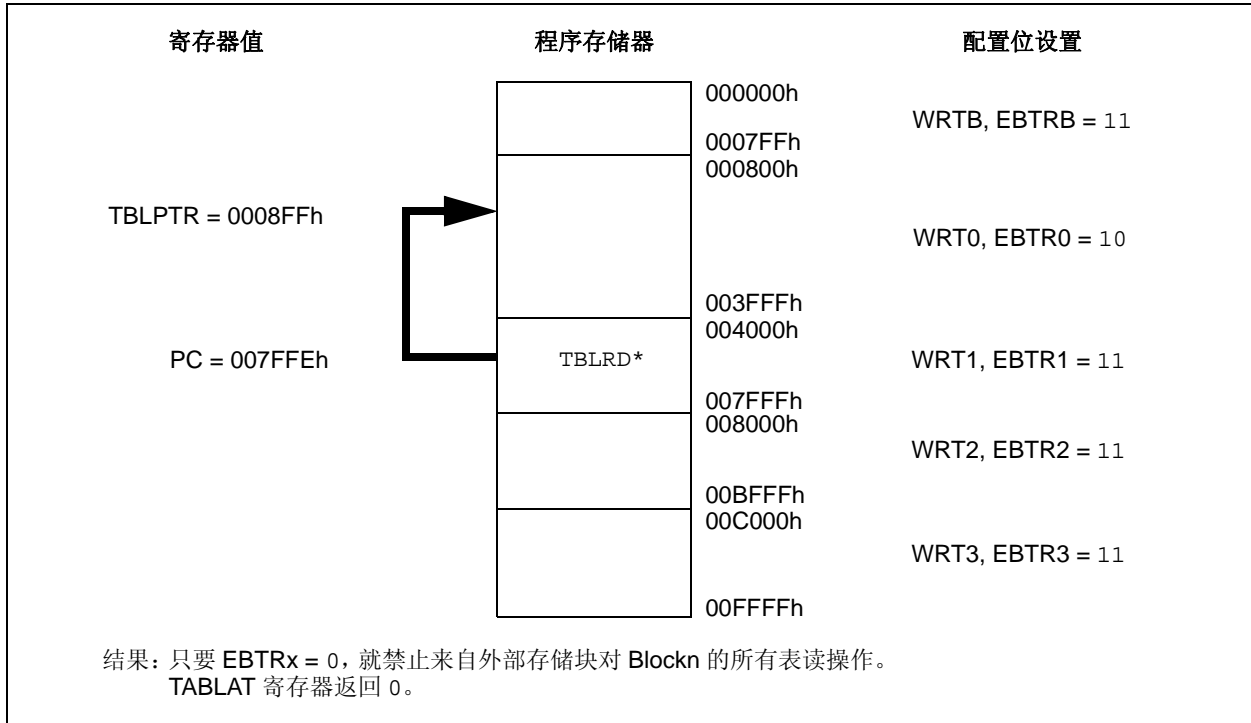 寄存器值 程序存储器 配置位设置
000000h
WRTB, EBTRB = 11
0007FFh
000800h
TBLPTR = 0008FFh
WRT0, EBTR0 = 10
003FFFh
004000h
PC = 007FFEh TBLRD* WRT1, EBTR1 = 11
007FFFh
008000h
WRT2, EBTR2 = 11
00BFFFh
00C000h
WRT3, EBTR3 = 11
00FFFFh
结果：只要 EBTRx = 0，就禁止来自外部存储块对 Blockn 的所有表读操作。
TABLAT 寄存器返回 0。